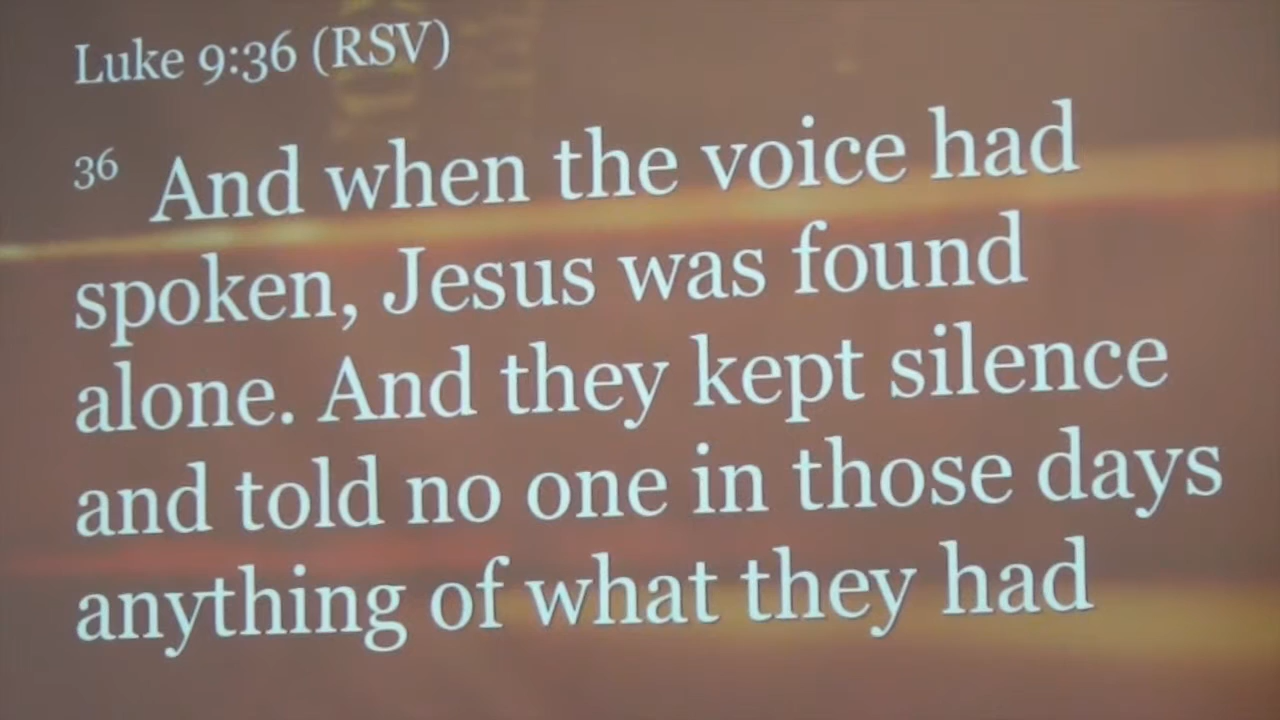 Luke 9:36 (RSV)
36 And when the voice had
spoken, Jesus was found
alone. And they kept silence
and told no one in those days
anything of what they had